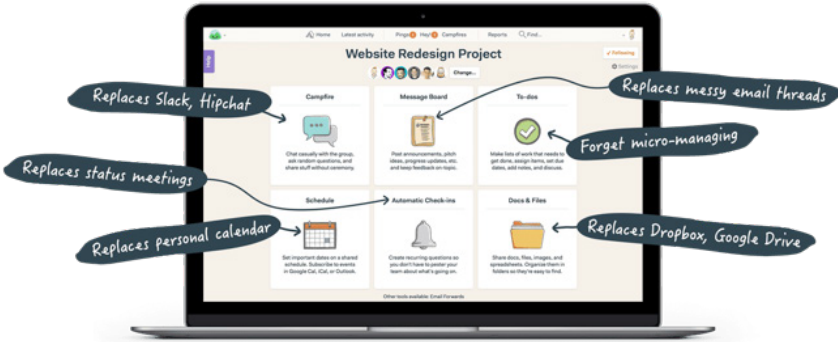 Home Latest activity Pings Hey! Campfires Reports Find...
Help
Website Redesign Project
Following
Change...
Settings
Replaces Slack, Hipchat
Campfire
Chat casually with the group,
ask random questions, and
share stuff without ceremony.
Message Board
Post announcements, pitch
ideas, progress updates, etc.
and keep feedback on-topic.
To-dos
Make lists of work that needs to
get done, assign items, set due
dates, add notes, and discuss.
Replaces messy email threads
Forget micro-managing
Replaces status meetings
Replaces personal calendar
Schedule
Set important dates on a shared
schedule. Subscribe to events
in Google Cal, iCal, or Outlook.
Automatic Check-ins
Create recurring questions so
you don't have to pester your
team about what's going on.
Docs & Files
Share docs, files, images, and
spreadsheets. Organize them in
folders so they're easy to find.
Replaces Dropbox, Google Drive
Other tools available: Email Forwards